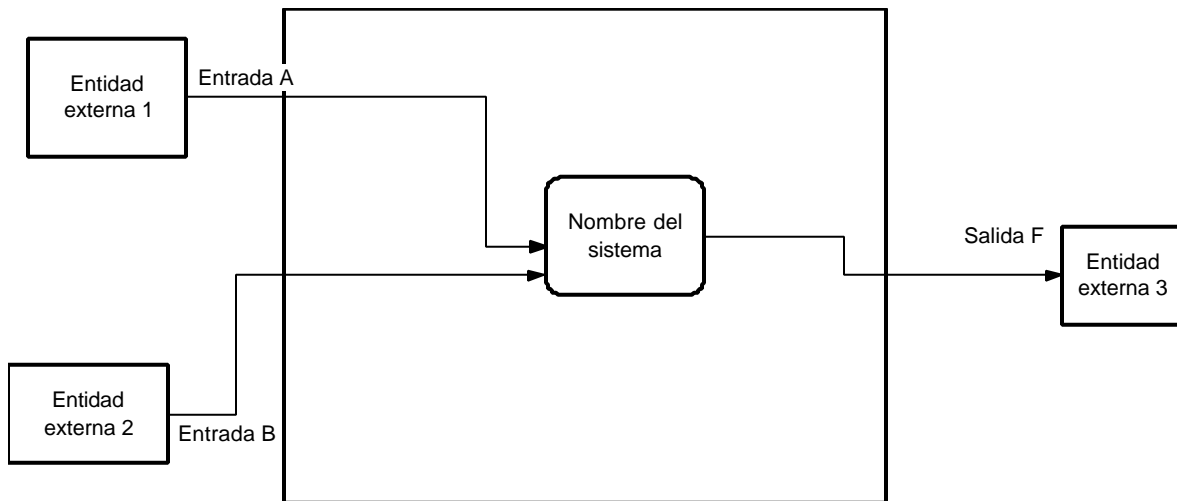 Entidad
externa 1
Entrada A
Nombre del
sistema
Salida F
Entidad
externa 3
Entidad
externa 2
Entrada B